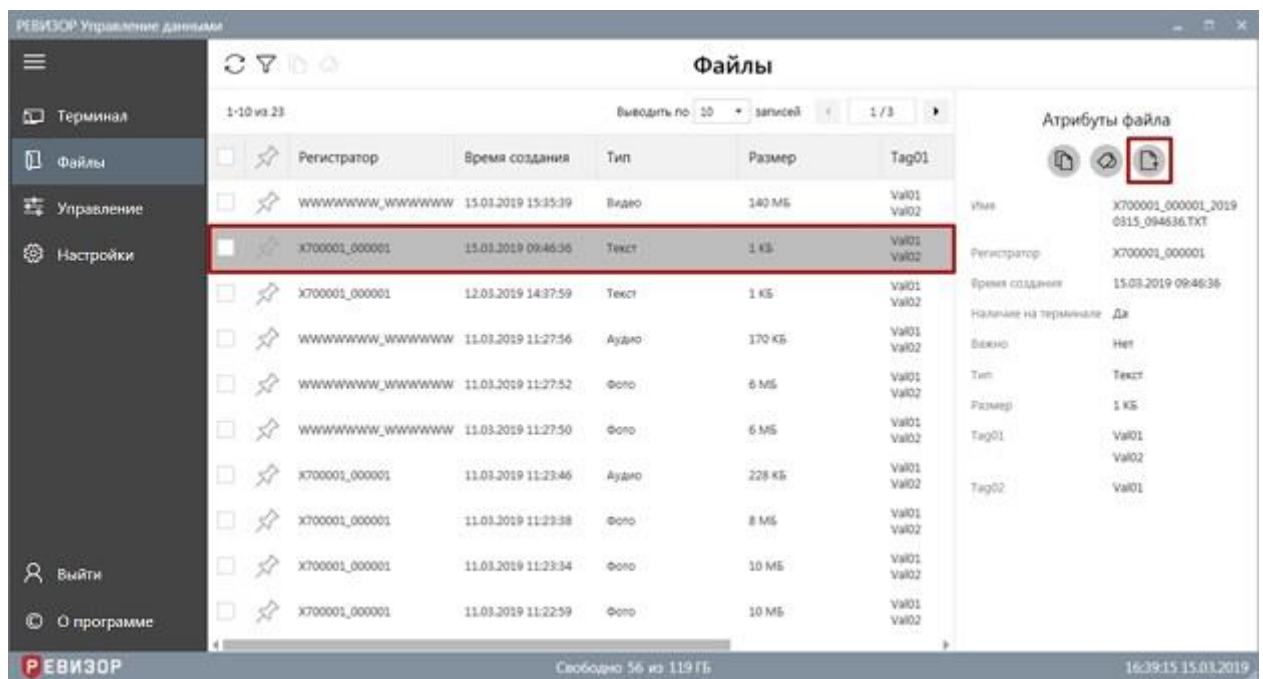 РЕВИЗОР Управление данными
Файлы
Терминал
Файлы
Управление
Настройки
Выйти
О программе
1-10 из 23
Выводить по 10 записей 1/3
Регистратор Время создания Тип Размер Tag01
WWWWWWW_WWWWWW 15.03.2019 15:35:39 Видео 140 МБ Val01
Val02
X700001_000001 15.03.2019 09:46:36 Текст 1 КБ Val01
Val02
X700001_000001 12.03.2019 14:37:59 Текст 1 КБ Val01
Val02
WWWWWWW_WWWWWW 11.03.2019 11:27:56 Аудио 170 КБ Val01
Val02
WWWWWWW_WWWWWW 11.03.2019 11:27:52 Фото 6 МБ Val01
Val02
WWWWWWW_WWWWWW 11.03.2019 11:27:50 Фото 6 МБ Val01
Val02
X700001_000001 11.03.2019 11:23:46 Аудио 228 КБ Val01
Val02
X700001_000001 11.03.2019 11:23:38 Фото 8 МБ Val01
Val02
X700001_000001 11.03.2019 11:23:34 Фото 10 МБ Val01
Val02
X700001_000001 11.03.2019 11:22:59 Фото 10 МБ Val01
Val02
Атрибуты файла
Имя X700001_000001_2019
0315_094636.TXT
Регистратор X700001_000001
Время создания 15.03.2019 09:46:36
Наличие на терминале Да
Важно Нет
Тип Текст
Размер 1 КБ
Tag01 Val01
Val02
Tag02 Val01
РЕВИЗОР
Свободно 56 из 119 ГБ
16:39:15 15.03.2019